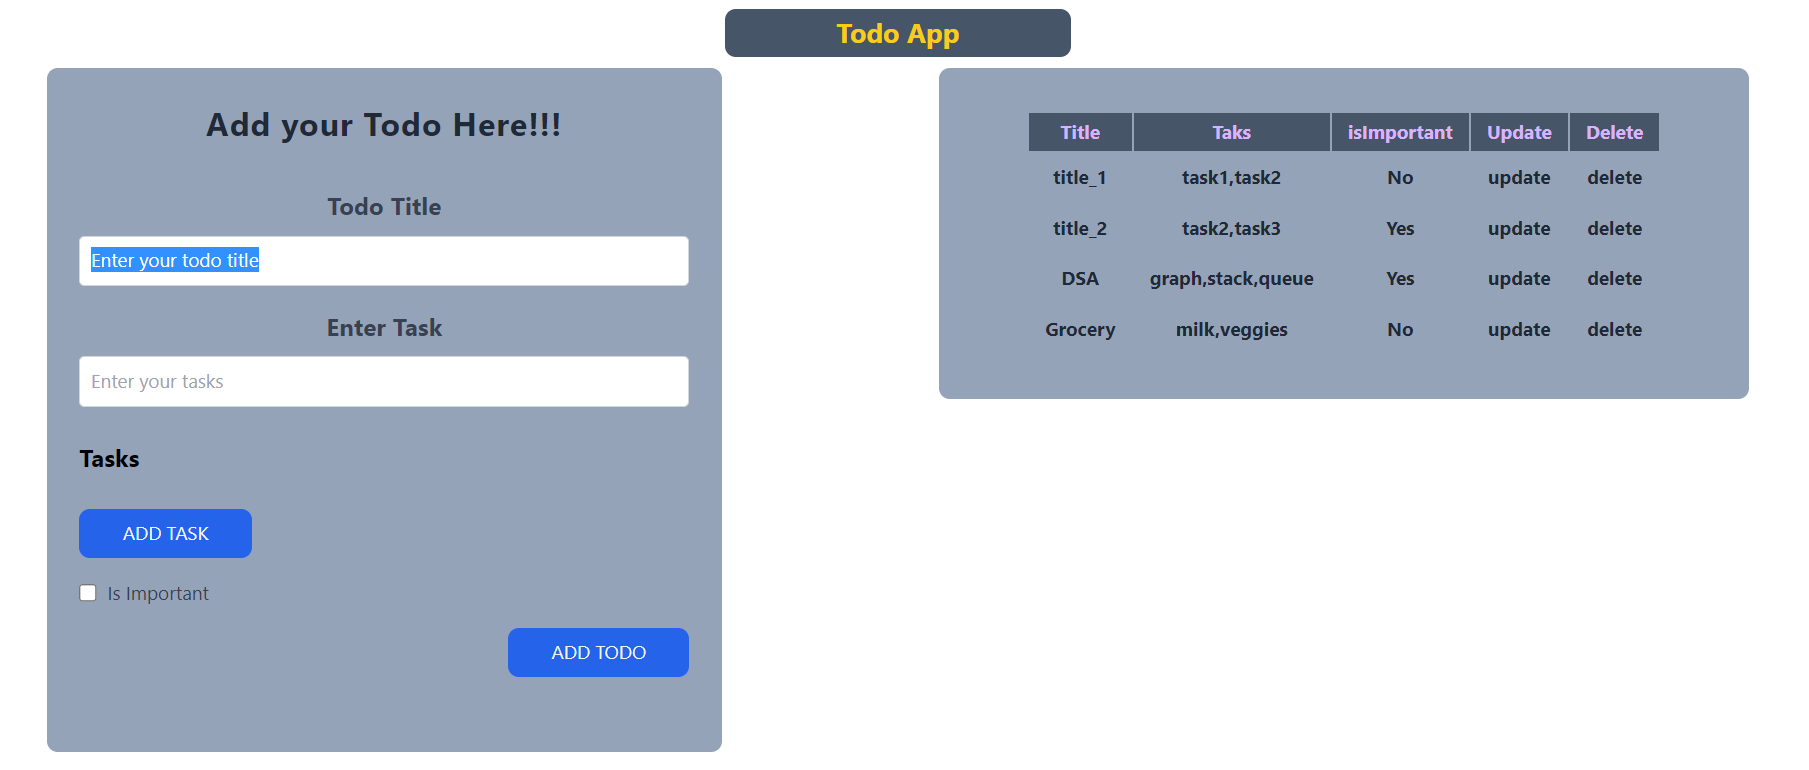 Todo App
Add your Todo Here!!!
Todo Title
Enter your todo title
Enter Task
Enter your tasks
Tasks
ADD TASK
Is Important
ADD TODO
Title Taks isImportant Update Delete
title_1 task1,task2 No update delete
title_2 task2,task3 Yes update delete
DSA graph,stack,queue Yes update delete
Grocery milk,veggies No update delete